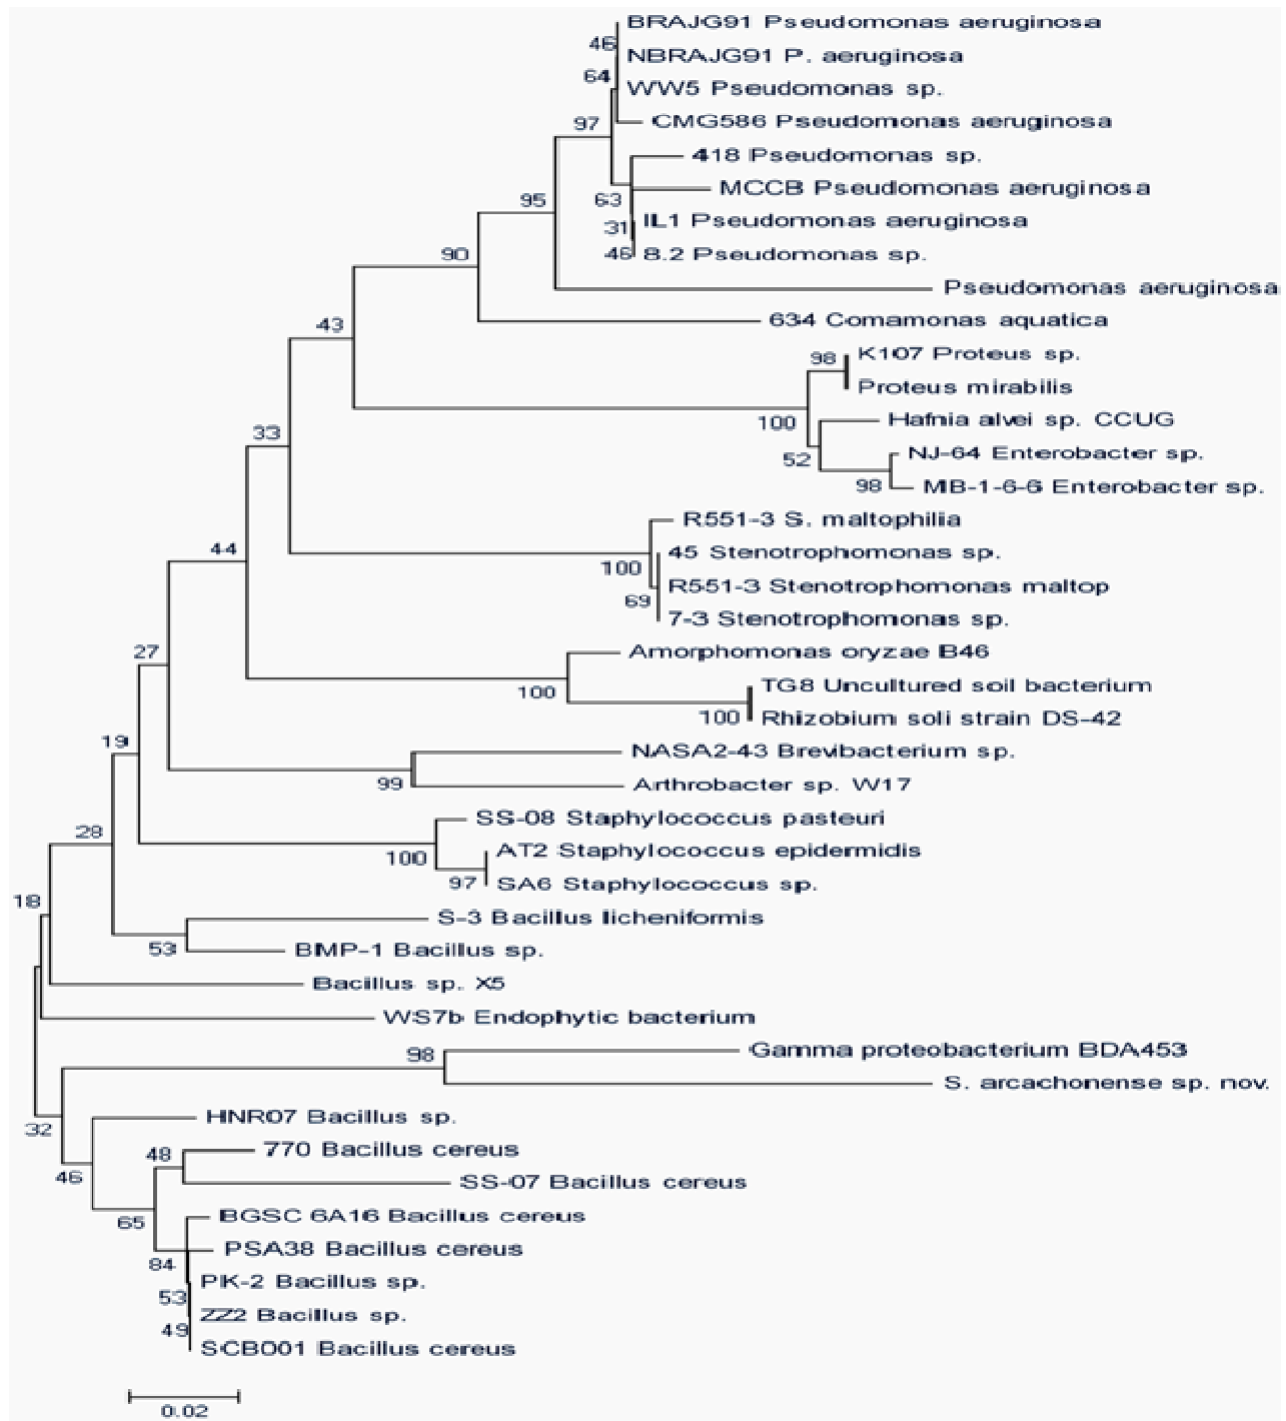 BRAJG91 Pseudomonas aeruginosa
46
NBRAJG91 P. aeruginosa
64
WW5 Pseudomonas sp.
97
CMG586 Pseudomonas aeruginosa
418 Pseudomonas sp.
MCCB Pseudomonas aeruginosa
95
63
IL1 Pseudomonas aeruginosa
31
90
46
8.2 Pseudomonas sp.
Pseudomonas aeruginosa
43
634 Comamonas aquatica
98
K107 Proteus sp.
Proteus mirabilis
100
Hafnia alvei sp. CCUG
33
52
NJ-64 Enterobacter sp.
98
MB-1-6-6 Enterobacter sp.
R551-3 S. maltophilia
44
45 Stenotrophomonas sp.
100
R551-3 Stenotrophomonas maltop
69
7-3 Stenotrophomonas sp.
27
Amorphomonas oryzae B46
100
TG8 Uncultured soil bacterium
100
Rhizobium soli strain DS-42
19
NASA2-43 Brevibacterium sp.
99
Arthrobacter sp. W17
28
SS-08 Staphylococcus pasteuri
100
AT2 Staphylococcus epidermidis
97
SA6 Staphylococcus sp.
18
S-3 Bacillus licheniformis
53
BMP-1 Bacillus sp.
Bacillus sp. X5
WS7b Endophytic bacterium
98
Gamma proteobacterium BDA453
S. arcachonense sp. nov.
32
HNR07 Bacillus sp.
48
770 Bacillus cereus
46
SS-07 Bacillus cereus
65
BGSC 6A16 Bacillus cereus
84
PSA38 Bacillus cereus
53
PK-2 Bacillus sp.
49
ZZ2 Bacillus sp.
SCB001 Bacillus cereus
0.02